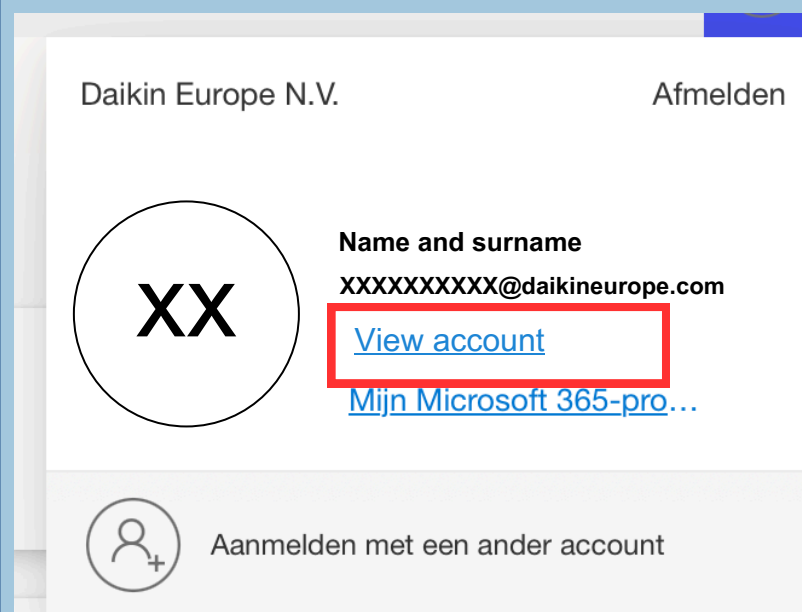 Daikin Europe N.V.
Afmelden
XX
Name and surname
XXXXXXXXXX@daikineurope.com
View account
Mijn Microsoft 365-pro...
Aanmelden met een ander account